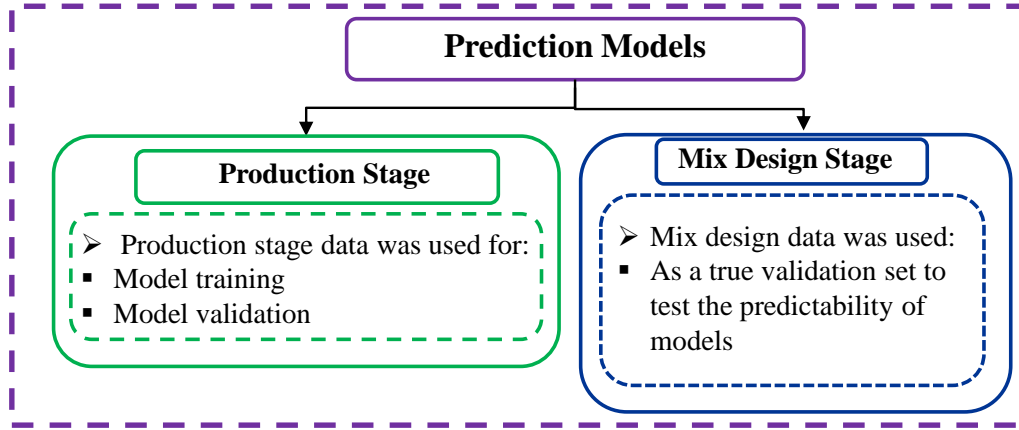 Prediction Models
Production Stage
➢ Production stage data was used for:
▪ Model training
▪ Model validation
Mix Design Stage
➢ Mix design data was used:
▪ As a true validation set to
test the predictability of
models